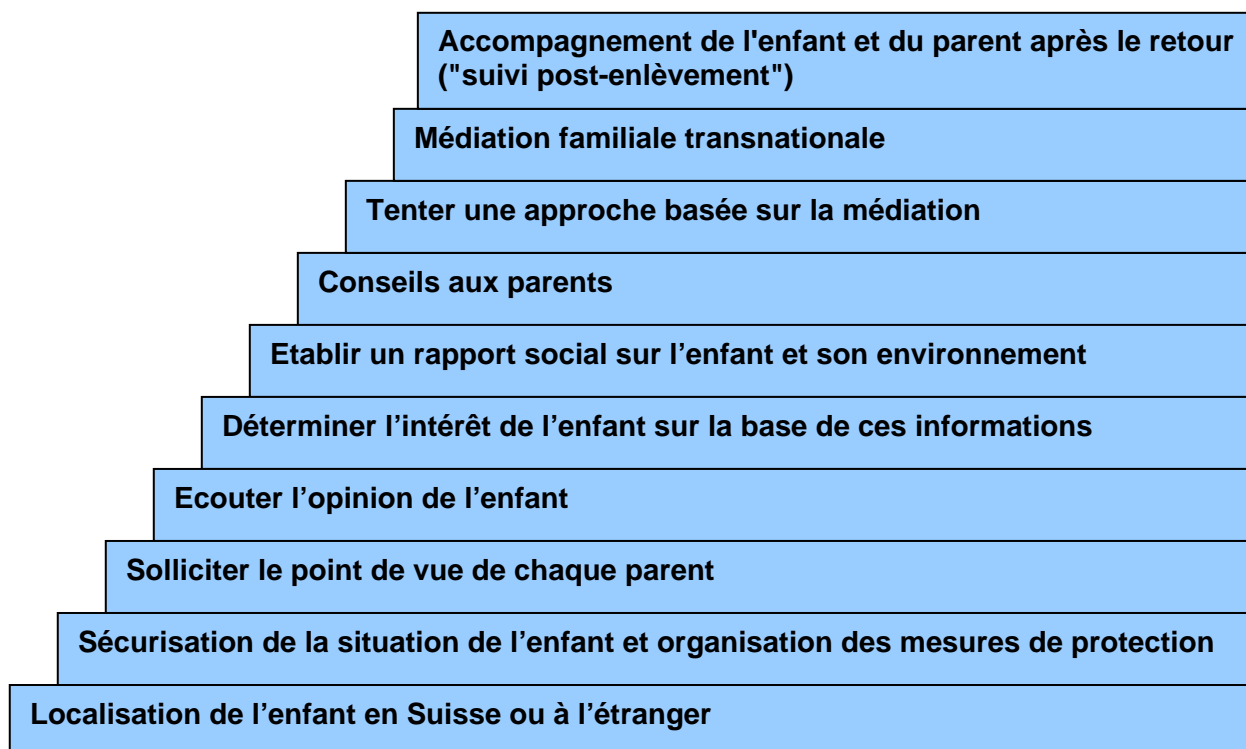 Accompagnement de l'enfant et du parent après le retour
("suivi post-enlèvement")
Médiation familiale transnationale
Tenter une approche basée sur la médiation
Conseils aux parents
Etablir un rapport social sur l’enfant et son environnement
Déterminer l’intérêt de l’enfant sur la base de ces informations
Ecouter l’opinion de l’enfant
Solliciter le point de vue de chaque parent
Sécurisation de la situation de l’enfant et organisation des mesures de protection
Localisation de l’enfant en Suisse ou à l’étranger